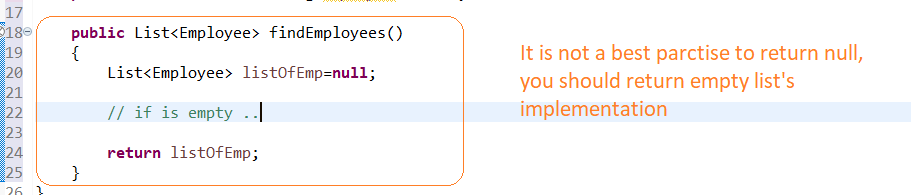 17
18 public List<Employee> findEmployees()
19 {
20 List<Employee> listOfEmp=null;
21
22 // if is empty ..
23
24 return listOfEmp;
25 }
26 }
It is not a best parctise to return null,
you should return empty list's
implementation